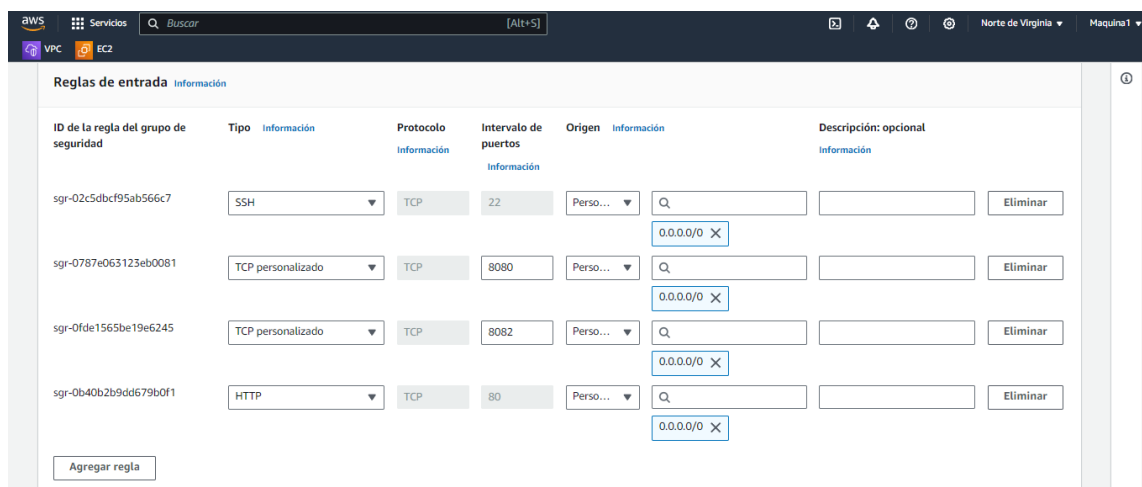 aws Servicios Buscar [Alt+S] Norte de Virginia Maquina1
VPC EC2
Reglas de entrada Información
ID de la regla del grupo de seguridad Tipo Información Protocolo Información Intervalo de puertos Información Origen Información Descripción: opcional Información
sgr-02c5dbcf95ab566c7 SSH TCP 22 Perso... Eliminar
0.0.0.0/0
sgr-0787e063123eb0081 TCP personalizado TCP 8080 Perso... Eliminar
0.0.0.0/0
sgr-0fde1565be19e6245 TCP personalizado TCP 8082 Perso... Eliminar
0.0.0.0/0
sgr-0b40b2b9dd679b0f1 HTTP TCP 80 Perso... Eliminar
0.0.0.0/0
Agregar regla